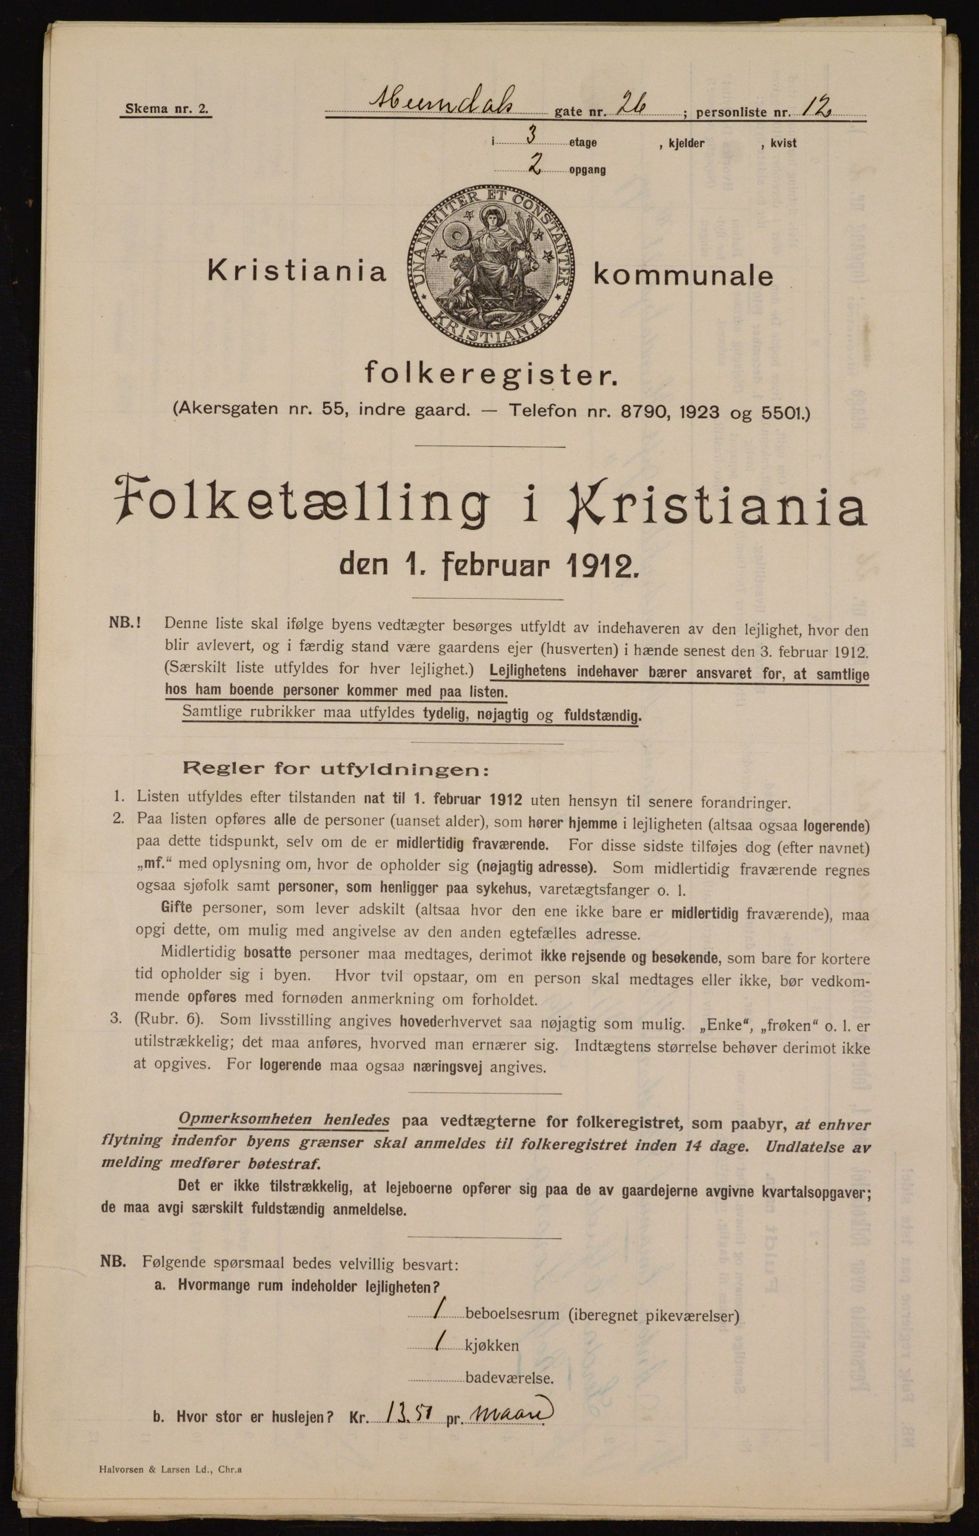 Skema nr. 2.
Heimdals gate nr. 26 ; personliste nr. 12
i 3 etage , kjelder , kvist
2 opgang
UNANIMITER ET CONSTANTER
KRISTIANIA
Kristiania kommunale
folkeregister.
(Akersgaten nr. 55, indre gaard. — Telefon nr. 8790, 1923 og 5501.)
Folketælling i Kristiania
den 1. februar 1912.
NB.! Denne liste skal ifølge byens vedtægter besørges utfyldt av indehaveren av den lejlighet, hvor den
blir avlevert, og i færdig stand være gaardens ejer (husverten) i hænde senest den 3. februar 1912.
(Særskilt liste utfyldes for hver lejlighet.) Lejlighetens indehaver bærer ansvaret for, at samtlige
hos ham boende personer kommer med paa listen.
Samtlige rubrikker maa utfyldes tydelig, nøjagtig og fuldstændig.
Regler for utfyldningen:
1. Listen utfyldes efter tilstanden nat til 1. februar 1912 uten hensyn til senere forandringer.
2. Paa listen opføres alle de personer (uanset alder), som hører hjemme i lejligheten (altsaa ogsaa logerende)
paa dette tidspunkt, selv om de er midlertidig fraværende. For disse sidste tilføjes dog (efter navnet)
„mf.“ med oplysning om, hvor de opholder sig (nøjagtig adresse). Som midlertidig fraværende regnes
ogsaa sjøfolk samt personer, som henligger paa sykehus, varetægtsfanger o. l.
Gifte personer, som lever adskilt (altsaa hvor den ene ikke bare er midlertidig fraværende), maa
opgi dette, om mulig med angivelse av den anden egtefælles adresse.
Midlertidig bosatte personer maa medtages, derimot ikke rejsende og besøkende, som bare for kortere
tid opholder sig i byen. Hvor tvil opstaar, om en person skal medtages eller ikke, bør vedkom-
mende opføres med fornøden anmerkning om forholdet.
3. (Rubr. 6). Som livsstilling angives hovederhvervet saa nøjagtig som mulig. „Enke“, „frøken“ o. l. er
utilstrækkelig; det maa anføres, hvorved man ernærer sig. Indtægtens størrelse behøver derimot ikke
at opgives. For logerende maa ogsaa næringsvej angives.
Opmerksomheten henledes paa vedtægterne for folkeregistret, som paabyr, at enhver
flytning indenfor byens grænser skal anmeldes til folkeregistret inden 14 dage. Undlatelse av
melding medfører bøtestraf.
Det er ikke tilstrækkelig, at lejeboerne opfører sig paa de av gaardejerne avgivne kvartalsopgaver;
de maa avgi særskilt fuldstændig anmeldelse.
NB. Følgende spørsmaal bedes velvillig besvart:
a. Hvormange rum indeholder lejligheten?
1 beboelsesrum (iberegnet pikeværelser)
1 kjøkken
badeværelse.
b. Hvor stor er huslejen? Kr. 13.50 pr. maaned
Halvorsen & Larsen Ld., Chr.a